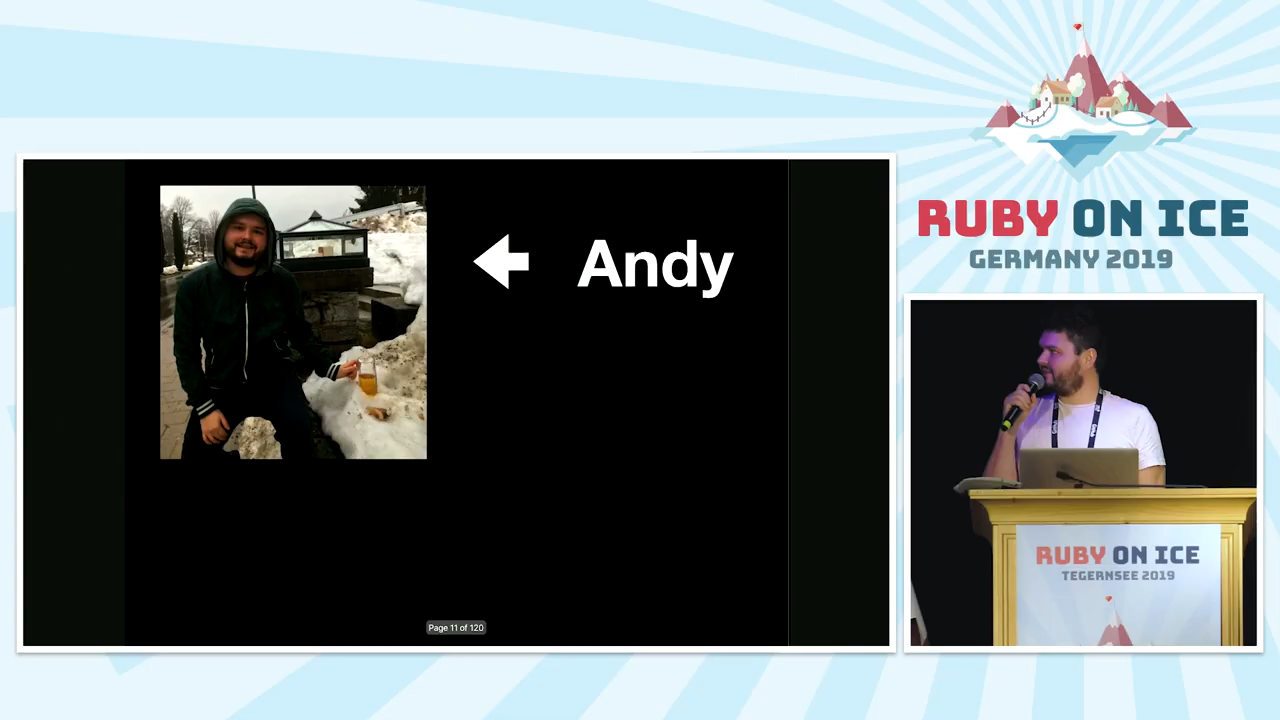 RUBY ON ICE
GERMANY 2019
Andy
Page 11 of 120
RUBY ON ICE
TEGERNSEE 2019